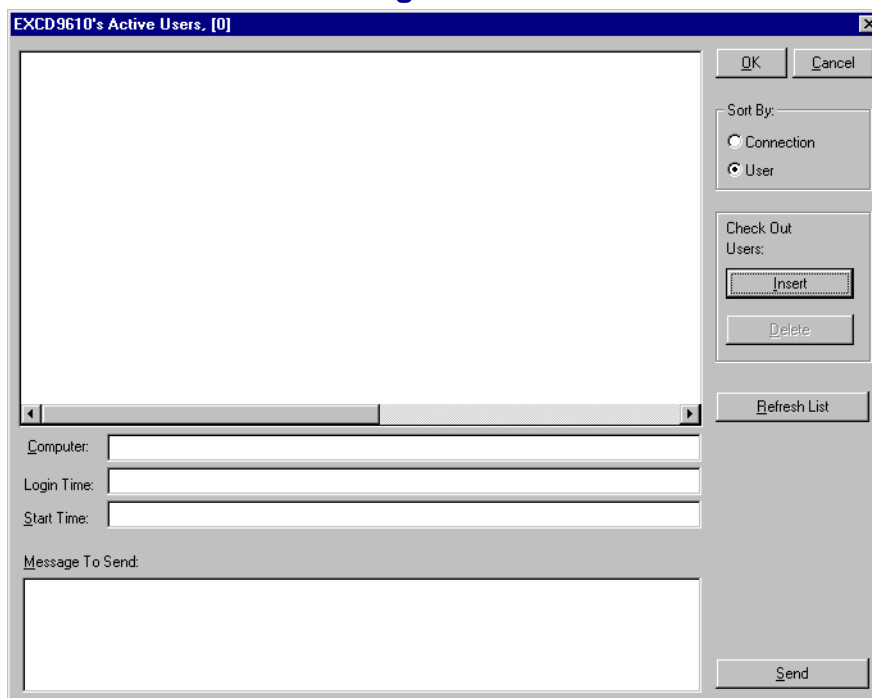 EXCD9610's Active Users, [0]
OK
Cancel
Sort By:
Connection
User
Check Out
Users:
Insert
Delete
Refresh List
Computer:
Login Time:
Start Time:
Message To Send:
Send